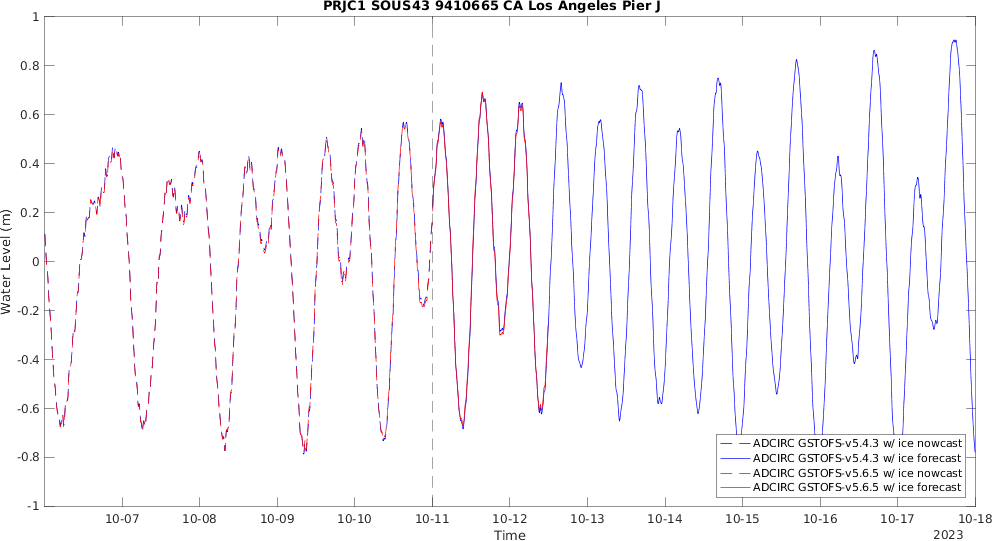 PRJC1 SOUS43 9410665 CA Los Angeles Pier J
Water Level (m)
1
0.8
0.6
0.4
0.2
0
-0.2
-0.4
-0.6
-0.8
-1
ADCIRC GSTOFS-v5.4.3 w/ ice nowcast
ADCIRC GSTOFS-v5.4.3 w/ ice forecast
ADCIRC GSTOFS-v5.6.5 w/ ice nowcast
ADCIRC GSTOFS-v5.6.5 w/ ice forecast
10-07 10-08 10-09 10-10 10-11 10-12 10-13 10-14 10-15 10-16 10-17 10-18
Time
2023